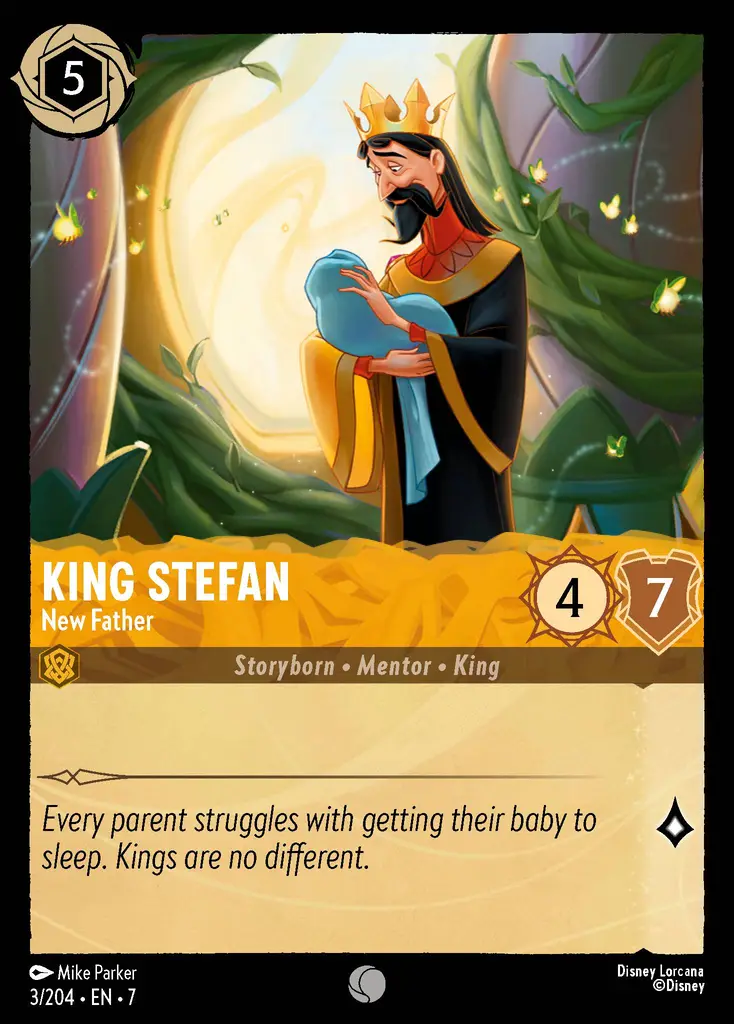 5
KING STEFAN
New Father
4
7
Storyborn • Mentor • King
Every parent struggles with getting their baby to
sleep. Kings are no different.
Mike Parker
3/204 • EN • 7
Disney Lorcana
©Disney